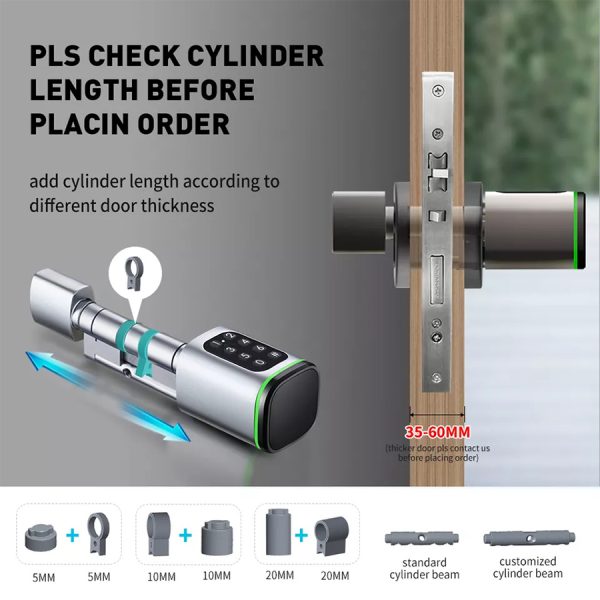 PLS CHECK CYLINDER
LENGTH BEFORE
PLACIN ORDER
add cylinder length according to
different door thickness
35-60MM
(thicker door pls contact us
before placing order)
5MM
5MM
10MM
10MM
20MM
20MM
standard
cylinder beam
customized
cylinder beam